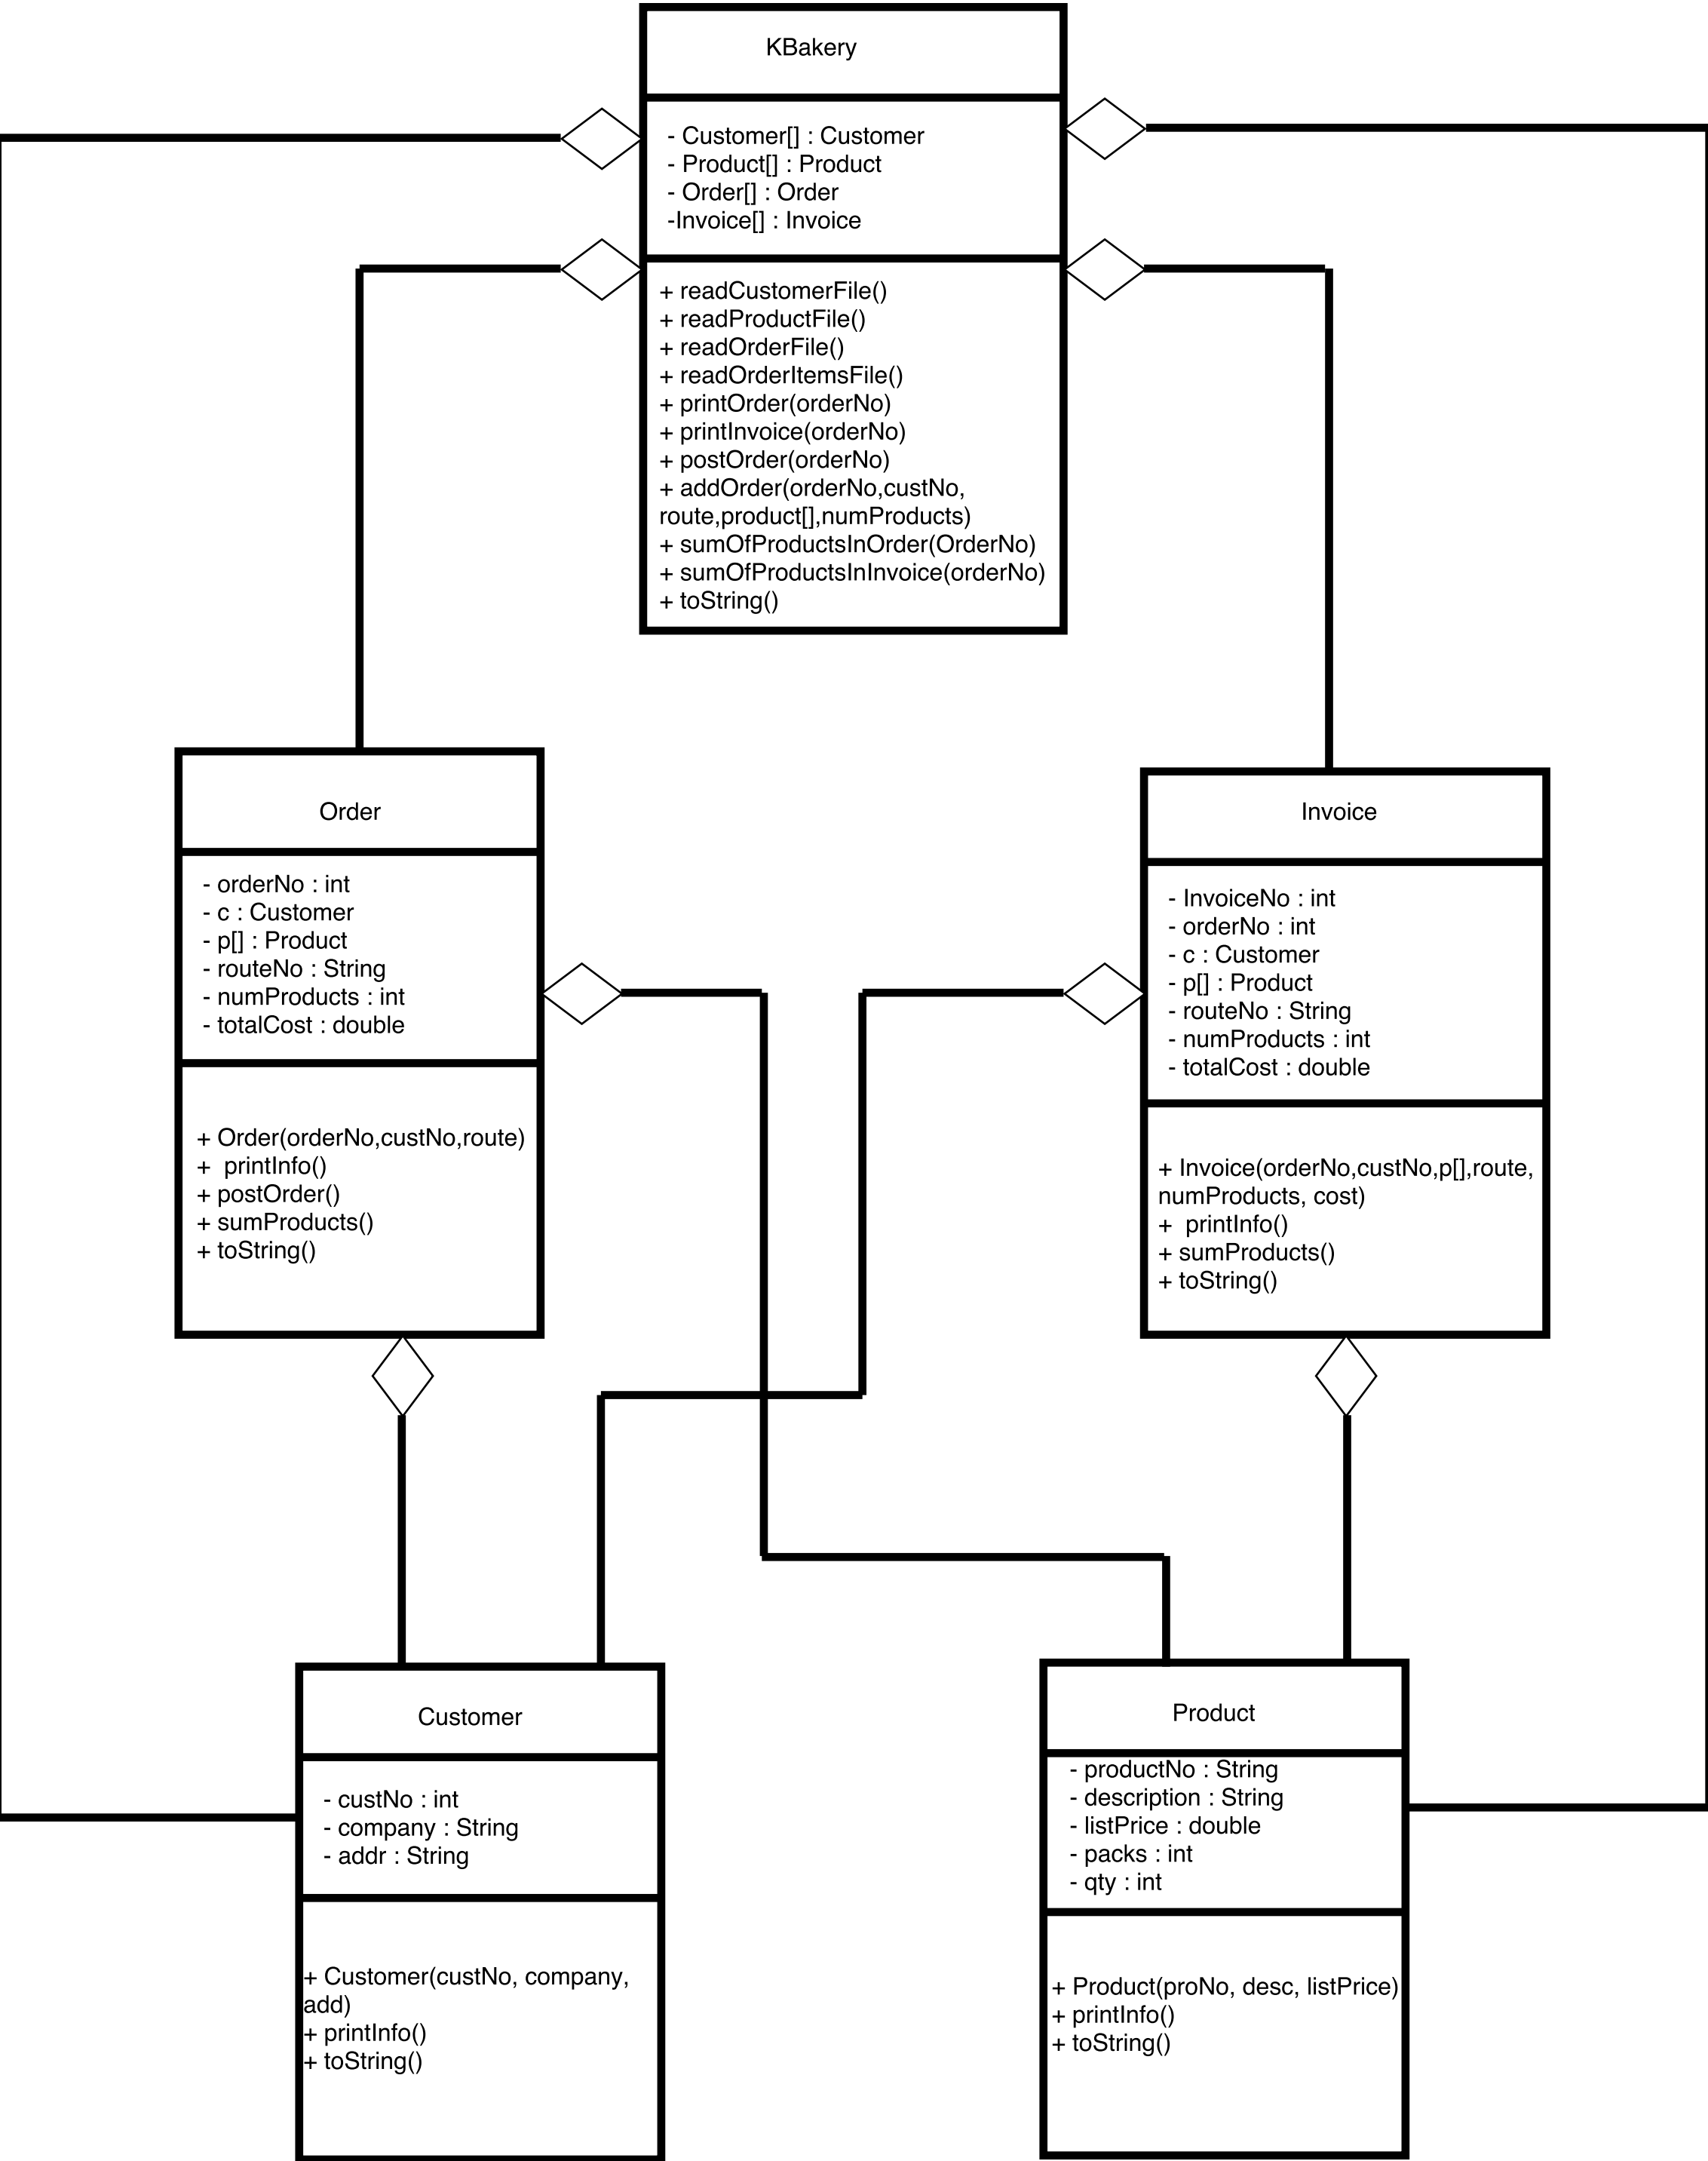 KBakery
- Customer[] : Customer
- Product[] : Product
- Order[] : Order
-Invoice[] : Invoice
+ readCustomerFile()
+ readProductFile()
+ readOrderFile()
+ readOrderItemsFile()
+ printOrder(orderNo)
+ printInvoice(orderNo)
+ postOrder(orderNo)
+ addOrder(orderNo,custNo,
route,product[],numProducts)
+ sumOfProductsInOrder(OrderNo)
+ sumOfProductsInInvoice(orderNo)
+ toString()
Order
- orderNo : int
- c : Customer
- p[] : Product
- routeNo : String
- numProducts : int
- totalCost : double
+ Order(orderNo,custNo,route)
+  printInfo()
+ postOrder()
+ sumProducts()
+ toString()
Invoice
- InvoiceNo : int
- orderNo : int
- c : Customer
- p[] : Product
- routeNo : String
- numProducts : int
- totalCost : double
+ Invoice(orderNo,custNo,p[],route,
numProducts, cost)
+  printInfo()
+ sumProducts()
+ toString()
Customer
- custNo : int
- company : String
- addr : String
+ Customer(custNo, company,
add)
+ printInfo()
+ toString()
Product
- productNo : String
- description : String
- listPrice : double
- packs : int
- qty : int
+ Product(proNo, desc, listPrice)
+ printInfo()
+ toString()